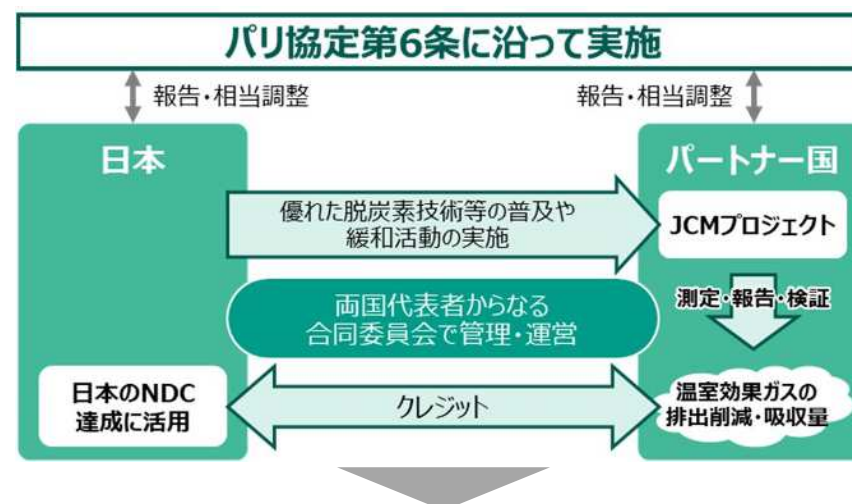 パリ協定第6条に沿って実施
報告・相当調整
報告・相当調整
日本
パートナー国
優れた脱炭素技術等の普及や
緩和活動の実施
JCMプロジェクト
両国代表者からなる
合同委員会で管理・運営
測定・報告・検証
日本のNDC
達成に活用
クレジット
温室効果ガスの
排出削減・吸収量